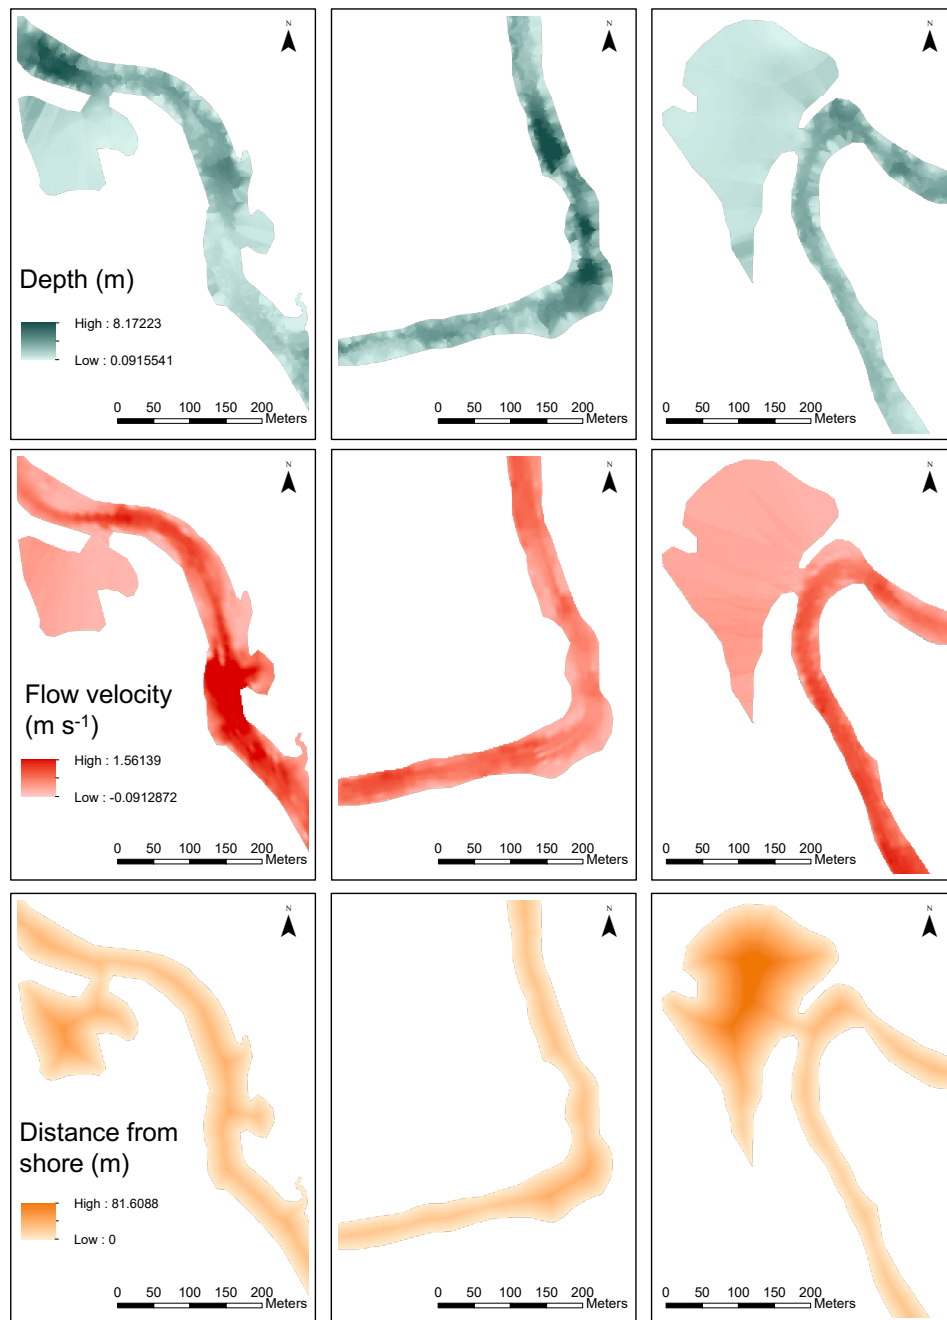 N
N
N
Depth (m)
High : 8.17223
Low : 0.0915541
0 50 100 150 200
Meters
0 50 100 150 200
Meters
0 50 100 150 200
Meters
N
N
N
Flow velocity
(m s-1)
High : 1.56139
Low : -0.0912872
0 50 100 150 200
Meters
0 50 100 150 200
Meters
0 50 100 150 200
Meters
N
N
N
Distance from
shore (m)
High : 81.6088
Low : 0
0 50 100 150 200
Meters
0 50 100 150 200
Meters
0 50 100 150 200
Meters